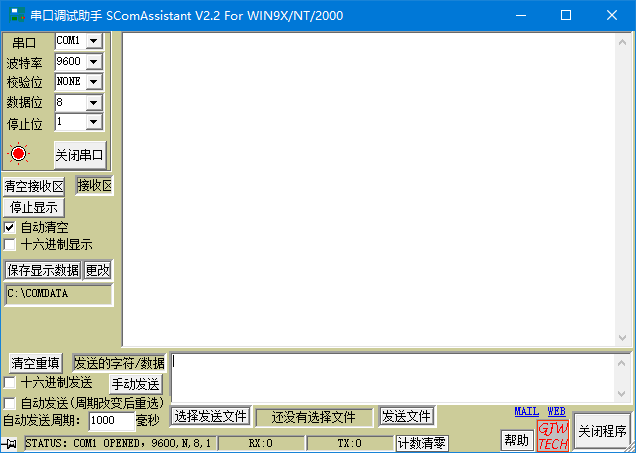 串口调试助手 SComAssistant V2.2 For WIN9X/NT/2000
串口 COM1
波特率 9600
校验位 NONE
数据位 8
停止位 1
关闭串口
清空接收区 接收区
停止显示
自动清空
十六进制显示
保存显示数据 更改
C:\COMDATA
清空重填 发送的字符/数据
十六进制发送 手动发送
自动发送(周期改变后重选)
自动发送周期: 1000 毫秒
选择发送文件 还没有选择文件 发送文件
MAIL WEB
帮助 GJW TECH 关闭程序
STATUS: COM1 OPENED, 9600,N,8,1 RX:0 TX:0 计数清零